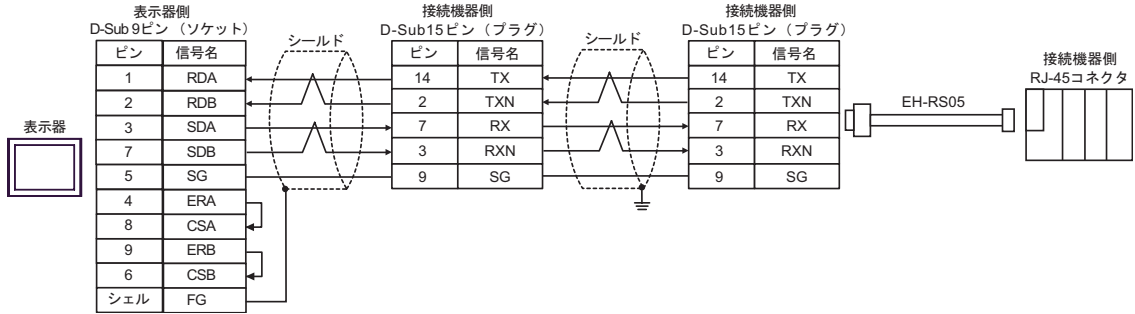 表示器
表示器側
D-Sub 9ピン （ソケット）
ピン 信号名
1 RDA
2 RDB
3 SDA
7 SDB
5 SG
4 ERA
8 CSA
9 ERB
6 CSB
シェル FG
シールド
接続機器側
D-Sub15ピン（プラグ）
ピン 信号名
14 TX
2 TXN
7 RX
3 RXN
9 SG
シールド
接続機器側
D-Sub15ピン（プラグ）
ピン 信号名
14 TX
2 TXN
7 RX
3 RXN
9 SG
EH-RS05
接続機器側
RJ-45コネクタ